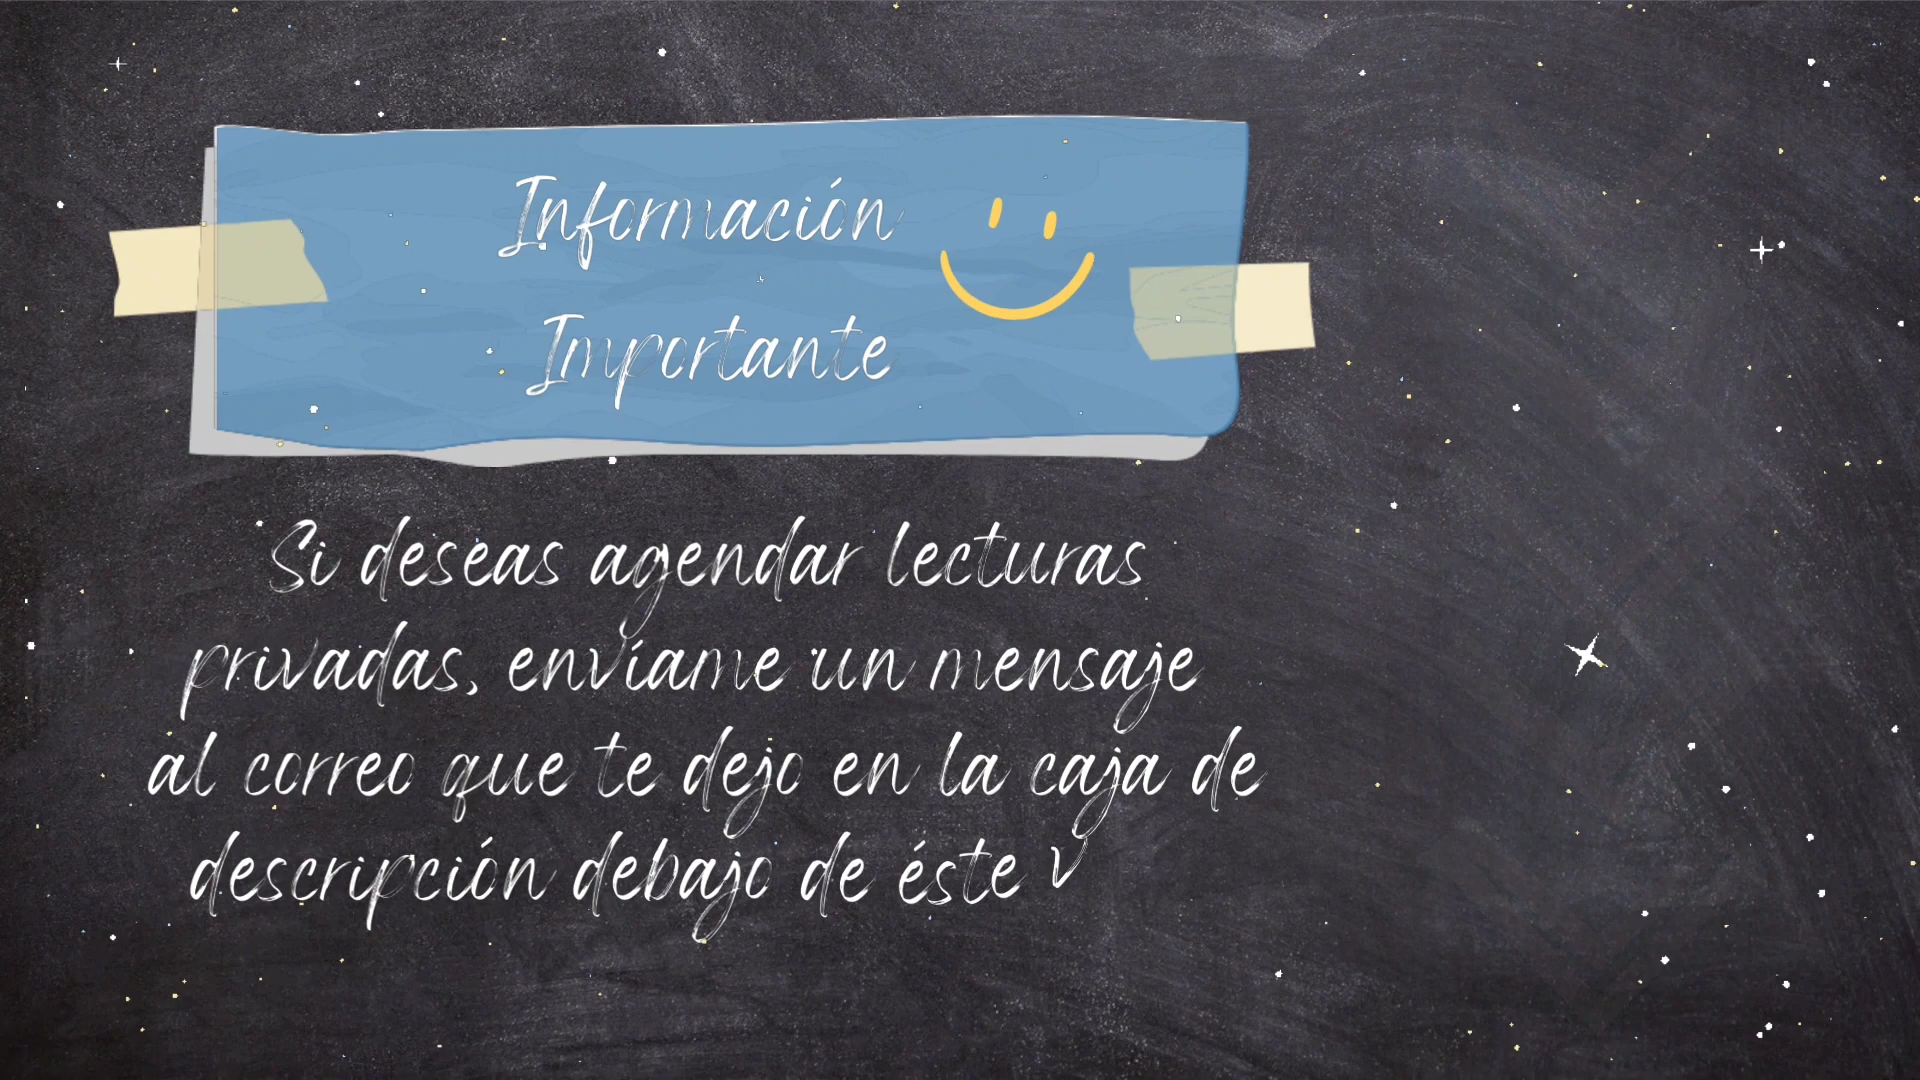 Información
Importante
Si deseas agendar lecturas
privadas, envíame un mensaje
al correo que te dejo en la caja de
descripción debajo de éste v